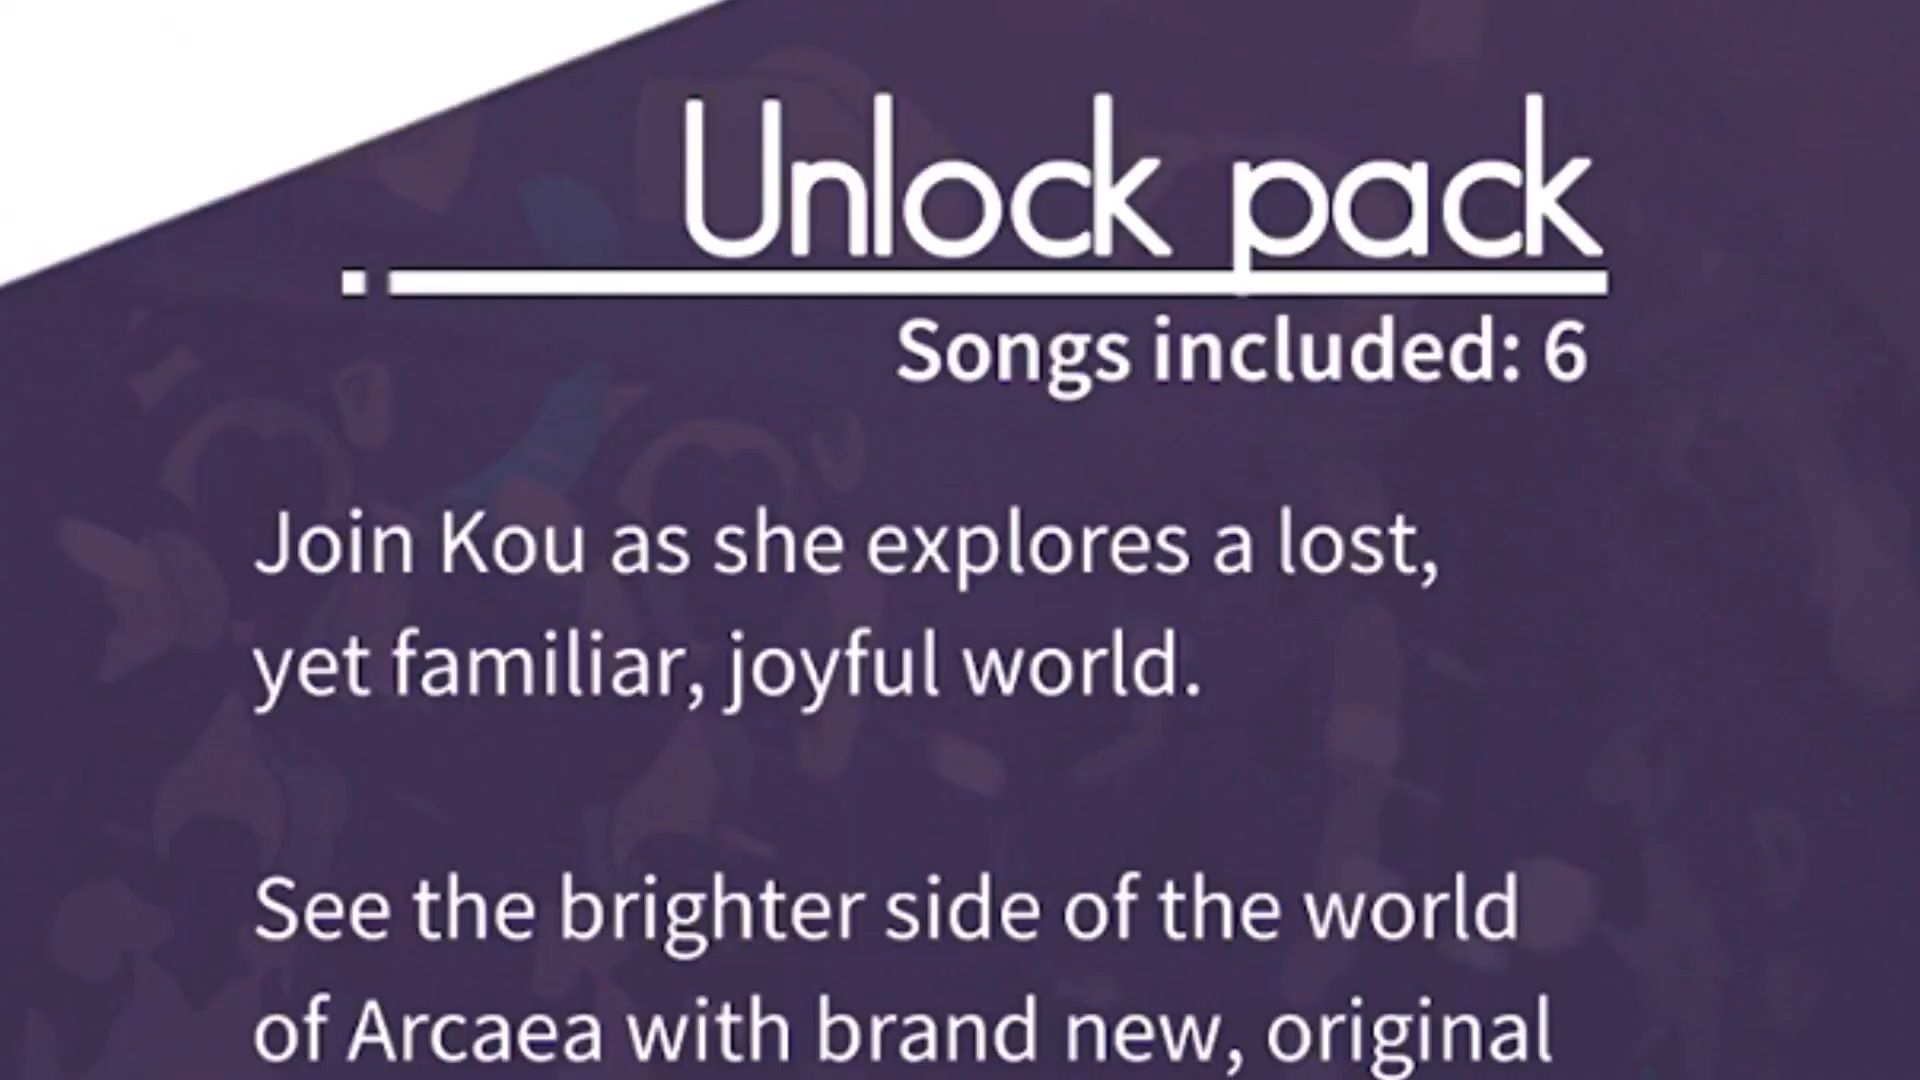 Unlock pack
Songs included: 6
Join Kou as she explores a lost,
yet familiar, joyful world.
See the brighter side of the world
of Arcaea with brand new, original